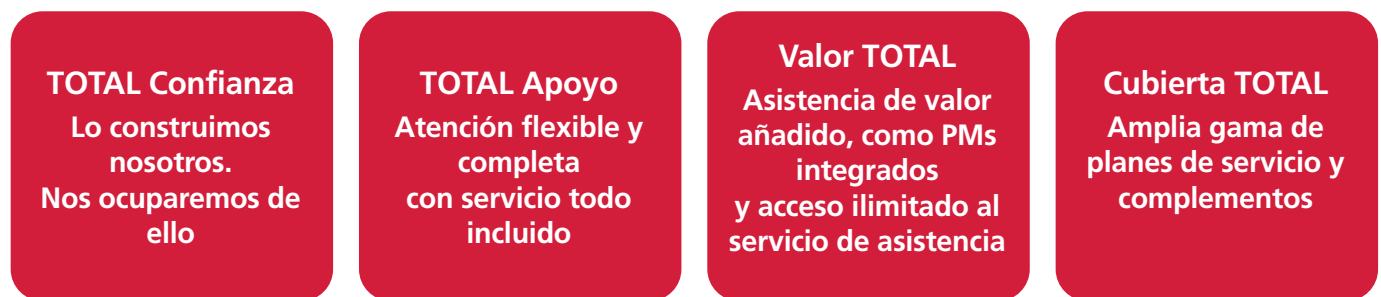 TOTAL Confianza
Lo construimos
nosotros.
Nos ocuparemos de
ello
TOTAL Apoyo
Atención flexible y
completa
con servicio todo
incluido
Valor TOTAL
Asistencia de valor
añadido, como PMs
integrados
y acceso ilimitado al
servicio de asistencia
Cubierta TOTAL
Amplia gama de
planes de servicio y
complementos